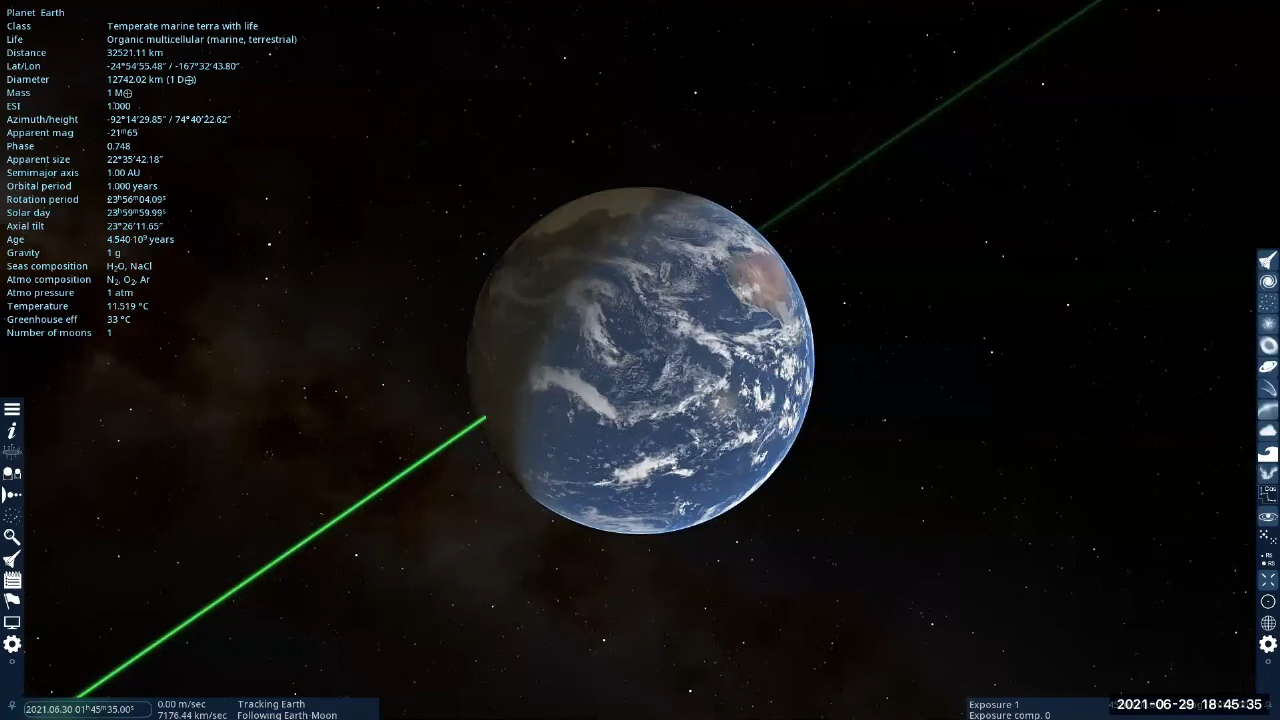 Planet Earth
Class Temperate marine terra with life
Life Organic multicellular (marine, terrestrial)
Distance 32521.11 km
Lat/Lon -24°54′55.48″ / -167°32′43.80″
Diameter 12742.02 km (1 D⊕)
Mass 1 M⊕
ESI 1.000
Azimuth/height -92°14′29.85″ / 74°40′22.62″
Apparent mag -21ᵐ65
Phase 0.748
Apparent size 22°35′42.18″
Semimajor axis 1.00 AU
Orbital period 1.000 years
Rotation period 23ʰ56ᵐ04.09ˢ
Solar day 23ʰ59ᵐ59.99ˢ
Axial tilt 23°26′11.65″
Age 4.540·10⁹ years
Gravity 1 g
Seas composition H₂O, NaCl
Atmo composition N₂, O₂, Ar
Atmo pressure 1 atm
Temperature 11.519 °C
Greenhouse eff 33 °C
Number of moons 1
RS
RS
2021.06.30 01ʰ45ᵐ35.00ˢ
0.00 m/sec Tracking Earth
7176.44 km/sec Following Earth-Moon
Exposure 1
Exposure comp. 0
2021-06-29 18:45:35